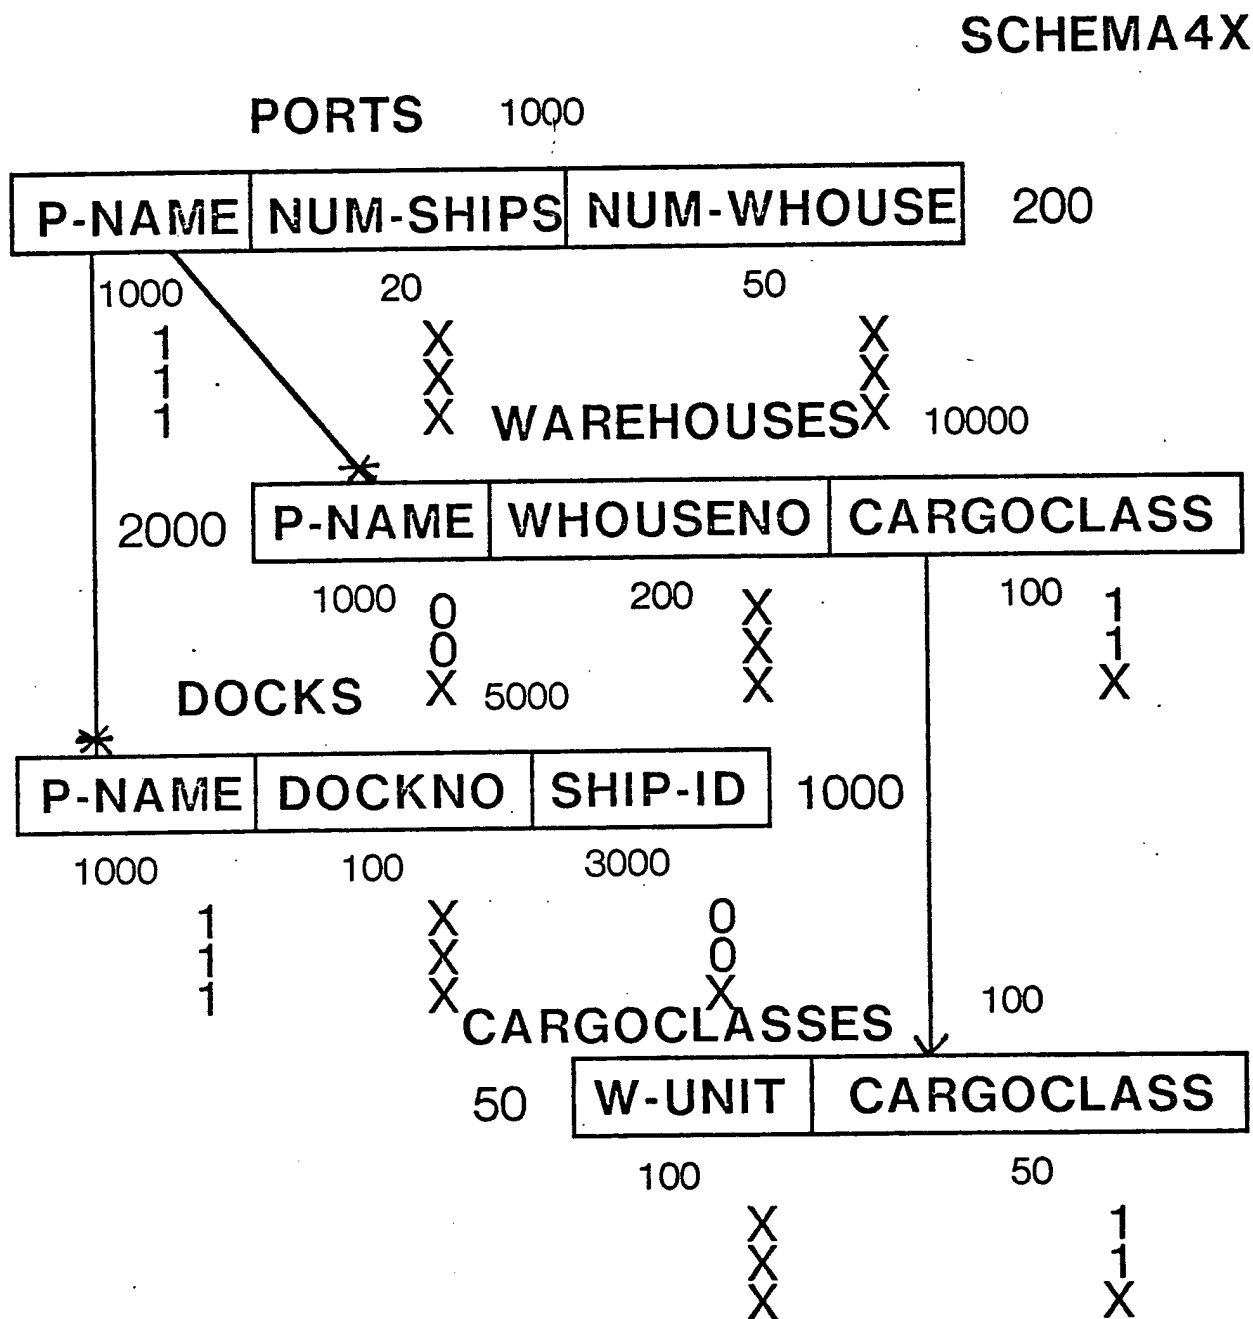 SCHEMA4X
PORTS 1000
P-NAME NUM-SHIPS NUM-WHOUSE 200
1000 20 50
1 X X
1 X X
1 X X
WAREHOUSES 10000
2000 P-NAME WHOUSENO CARGOCLASS
1000 200 100
0 X 1
0 X 1
X X X
DOCKS 5000
P-NAME DOCKNO SHIP-ID 1000
1000 100 3000
1 X 0
1 X 0
1 X X
CARGOCLASSES 100
50 W-UNIT CARGOCLASS
100 50
X 1
X 1
X X